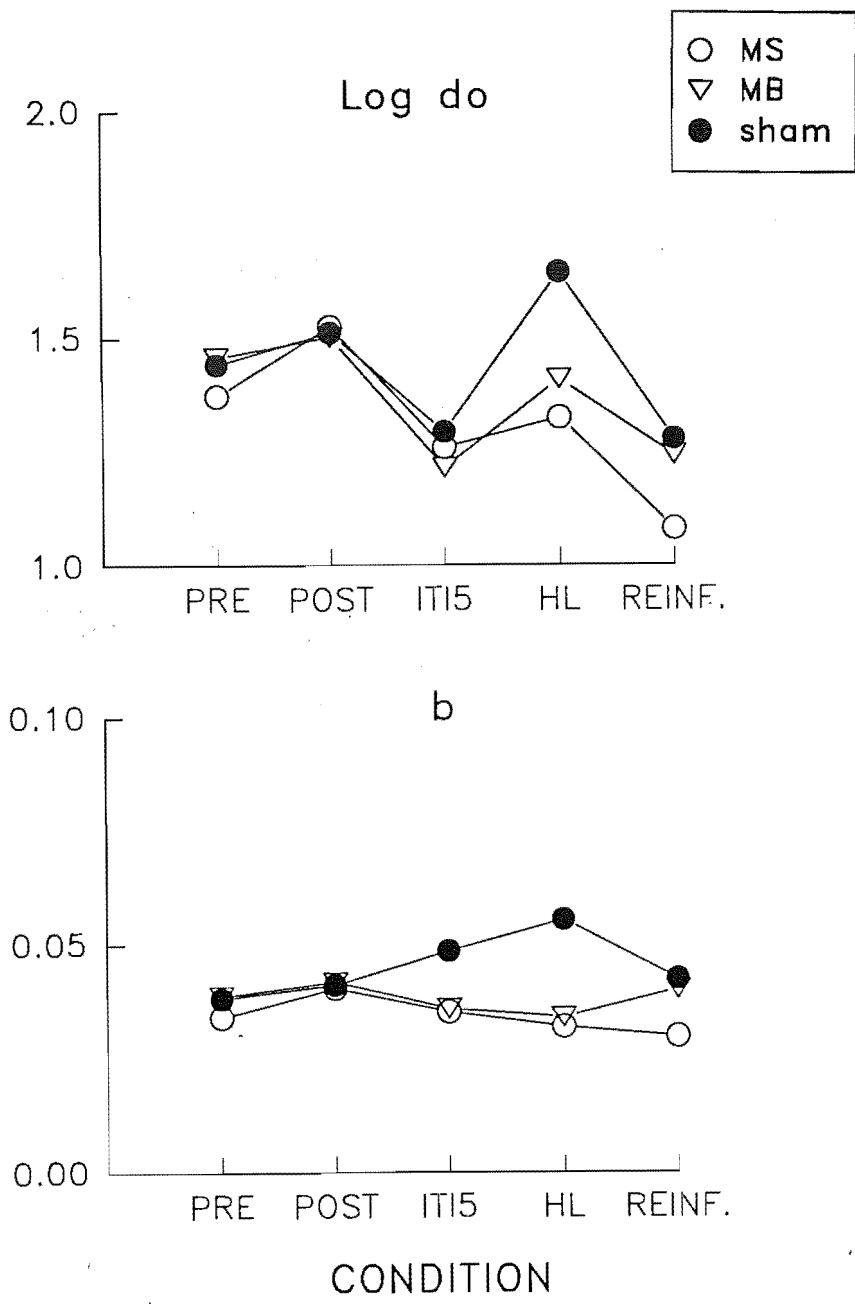 MS
MB
sham
Log do
2.0
1.5
1.0
PRE POST ITI5 HL REINF.
b
0.10
0.05
0.00
PRE POST ITI5 HL REINF.
CONDITION